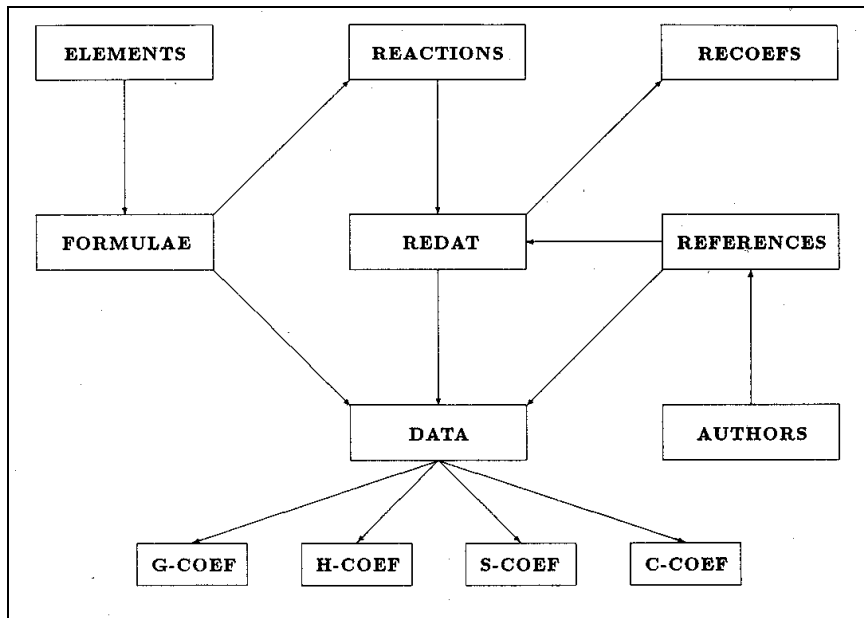 ELEMENTS
REACTIONS
RECOEFS
FORMULAE
REDAT
REFERENCES
DATA
AUTHORS
G-COEF
H-COEF
S-COEF
C-COEF